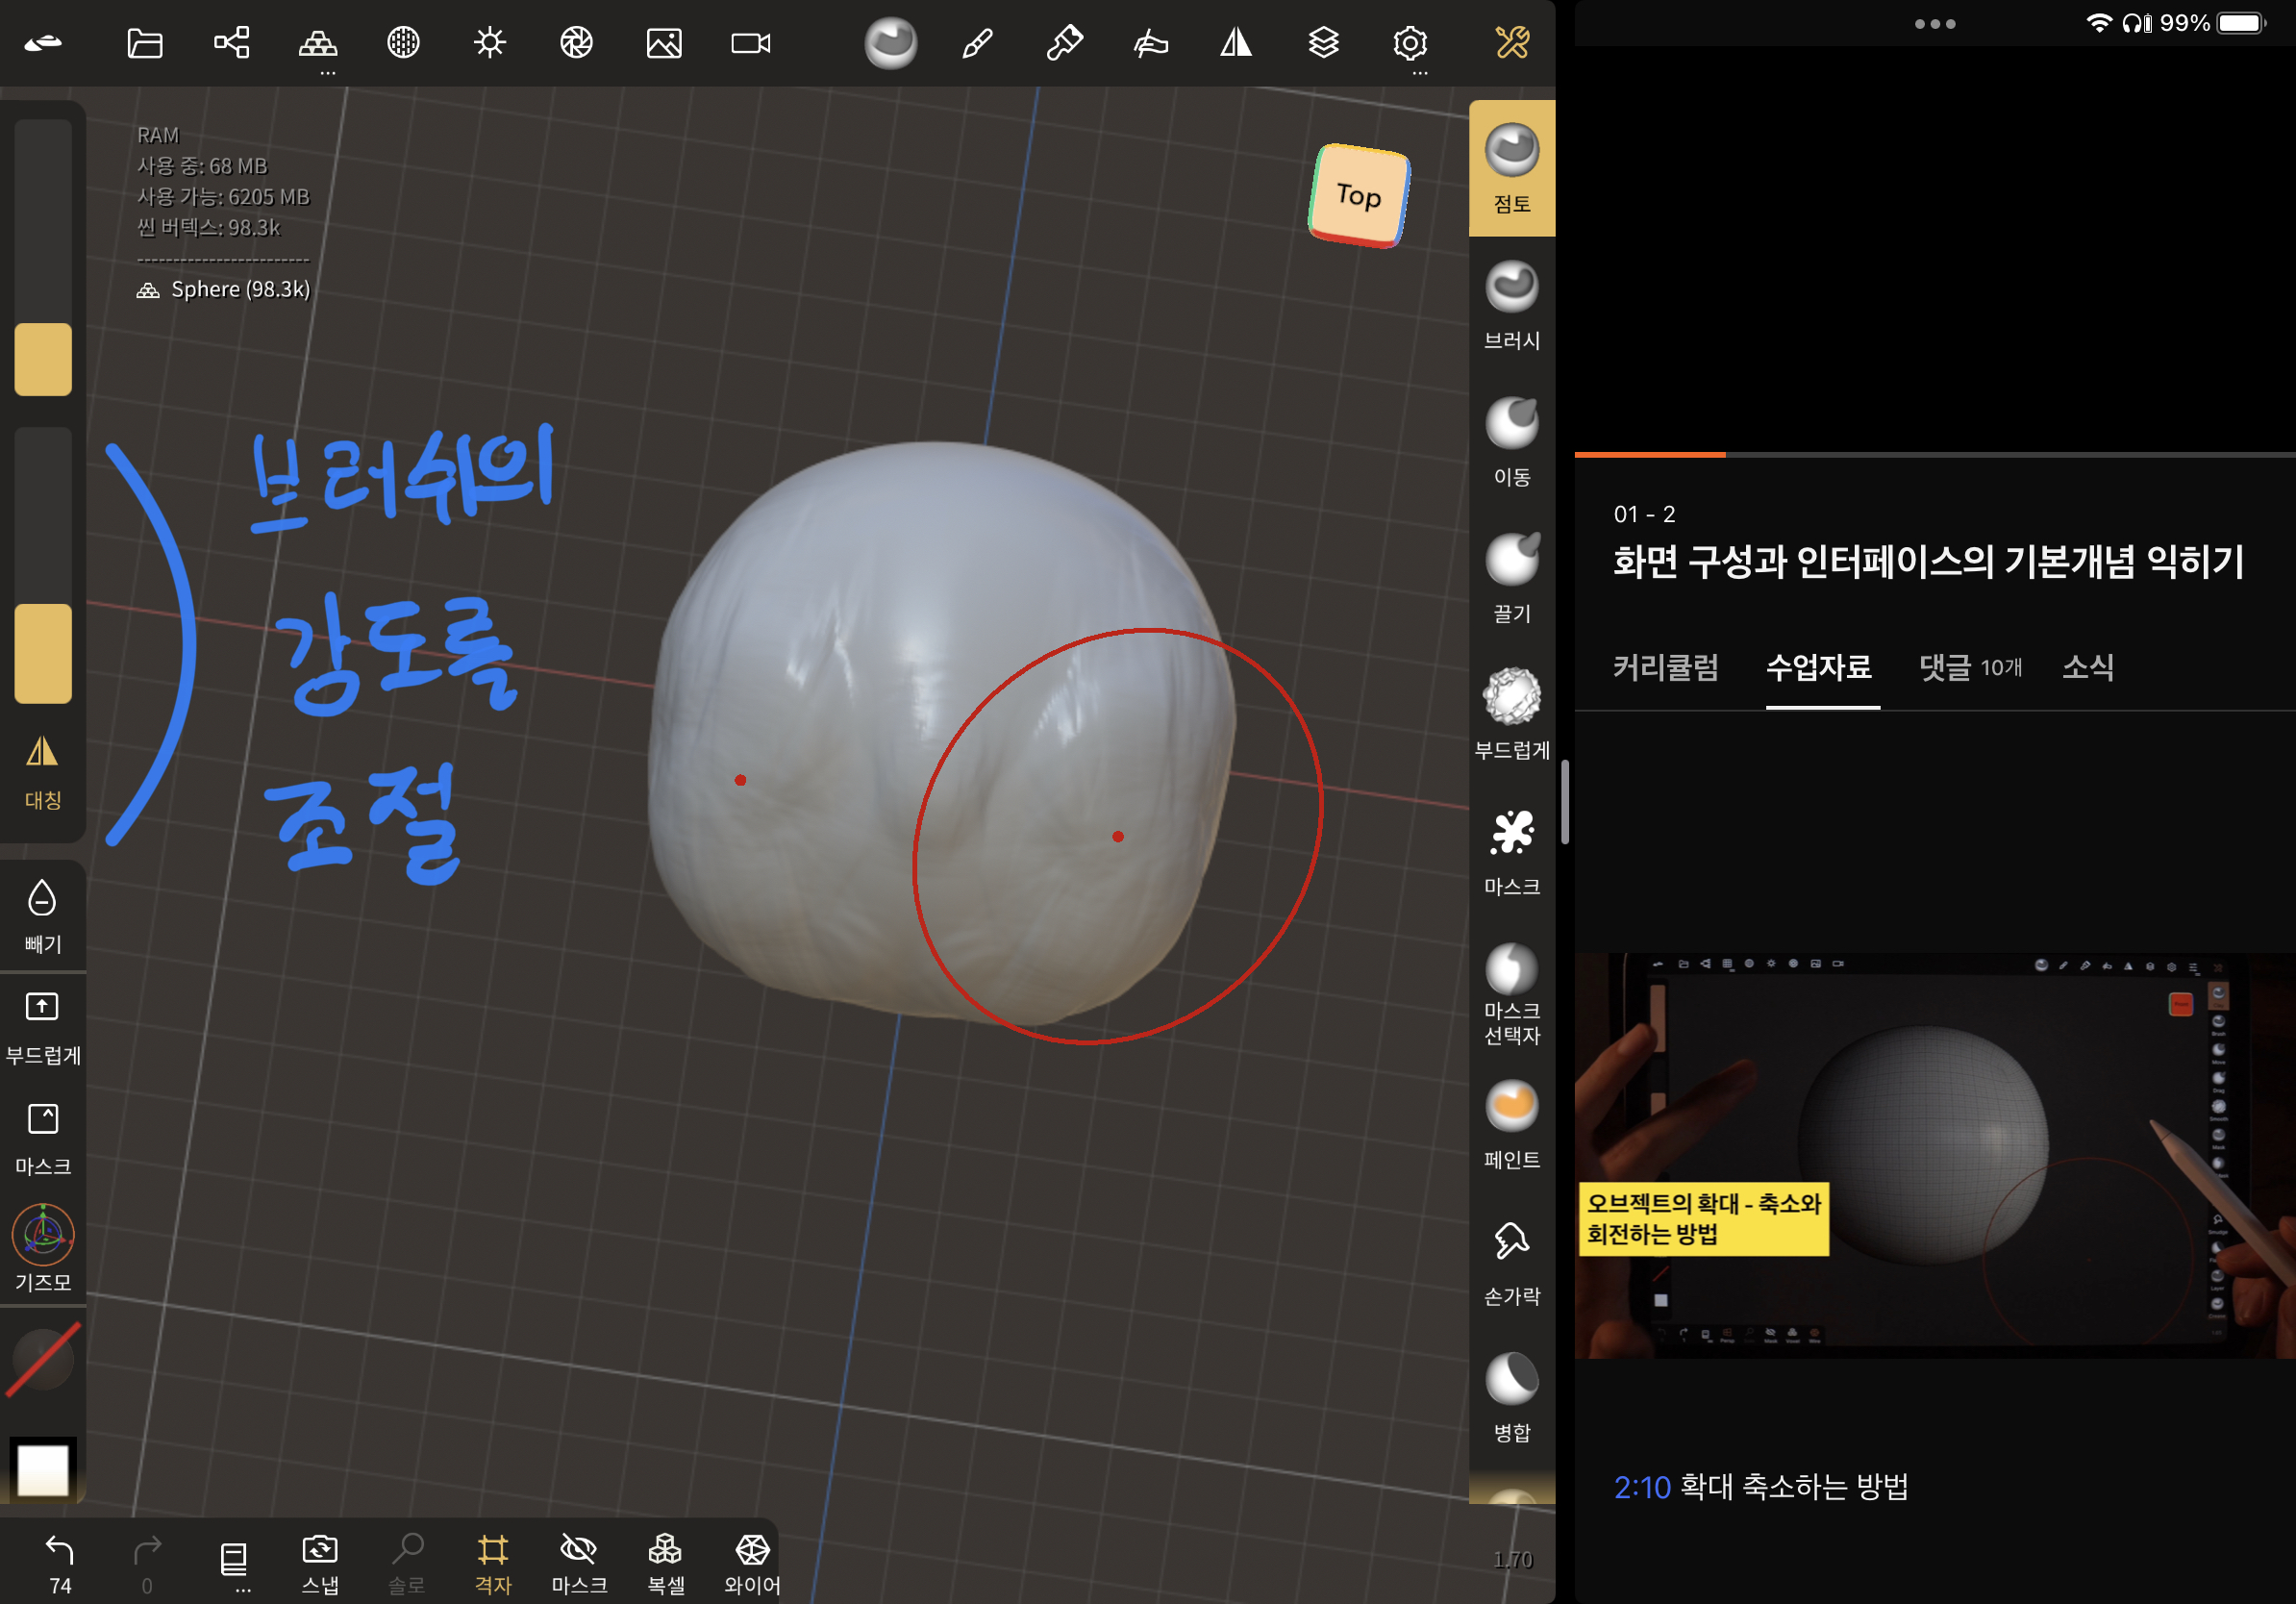 99%
RAM
사용 중: 68 MB
사용 가능: 6205 MB
씬 버텍스: 98.3k
------------------------
Sphere (98.3k)
Top
브러쉬의
강도를
조절
대칭
빼기
부드럽게
마스크
기즈모
점토
브러시
이동
끌기
부드럽게
마스크
마스크
선택자
페인트
손가락
병합
74
0
...
스냅
솔로
격자
마스크
복셀
와이어
1.70
01 - 2
화면 구성과 인터페이스의 기본개념 익히기
커리큘럼 수업자료 댓글 10개 소식
오브젝트의 확대 - 축소와
회전하는 방법
2:10 확대 축소하는 방법